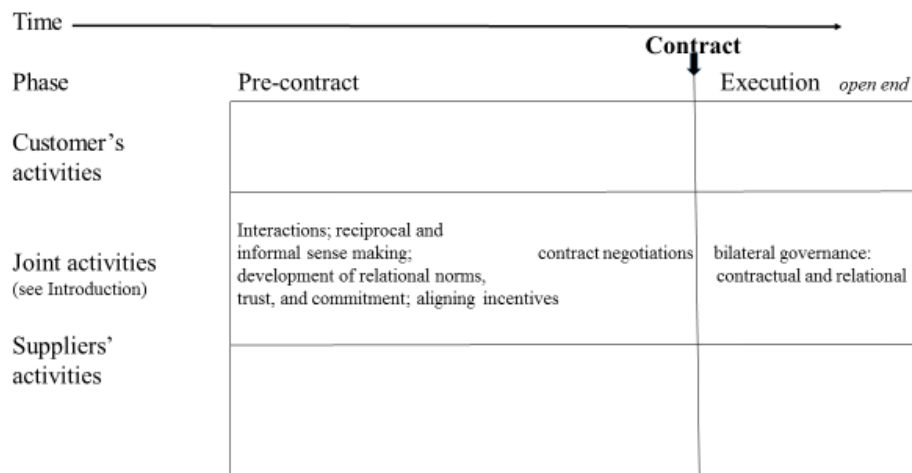 Time
Contract
Phase Pre-contract Execution open end
Customer’s
activities
Interactions; reciprocal and
informal sense making; contract negotiations bilateral governance:
Joint activities development of relational norms, contractual and relational
(see Introduction) trust, and commitment; aligning incentives
Suppliers’
activities